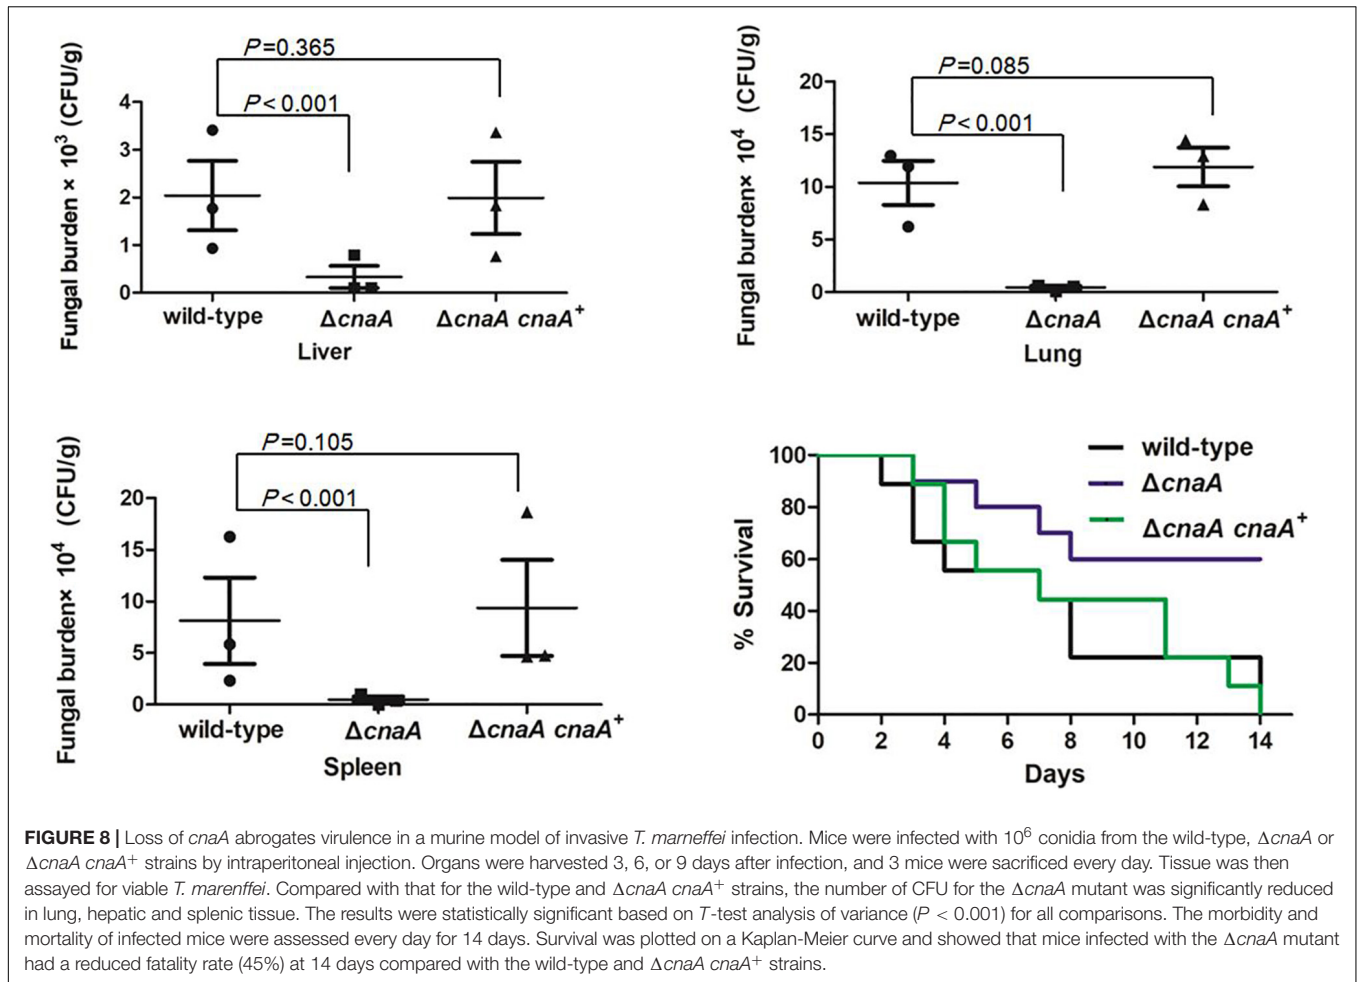 P=0.365
P< 0.001
Fungal burden × 10³ (CFU/g)
4
3
2
1
0
wild-type ΔcnaA ΔcnaA cnaA⁺
Liver
P=0.085
P< 0.001
Fungal burden× 10⁴ (CFU/g)
20
15
10
5
0
wild-type ΔcnaA ΔcnaA cnaA⁺
Lung
P=0.105
P< 0.001
Fungal burden× 10⁴ (CFU/g)
20
15
10
5
0
wild-type ΔcnaA ΔcnaA cnaA⁺
Spleen
wild-type
ΔcnaA
ΔcnaA cnaA⁺
% Survival
100
80
60
40
20
0
0 2 4 6 8 10 12 14
Days
FIGURE 8 | Loss of cnaA abrogates virulence in a murine model of invasive T. marneffei infection. Mice were infected with 10⁶ conidia from the wild-type, ΔcnaA or
ΔcnaA cnaA⁺ strains by intraperitoneal injection. Organs were harvested 3, 6, or 9 days after infection, and 3 mice were sacrificed every day. Tissue was then
assayed for viable T. marenffei. Compared with that for the wild-type and ΔcnaA cnaA⁺ strains, the number of CFU for the ΔcnaA mutant was significantly reduced
in lung, hepatic and splenic tissue. The results were statistically significant based on T-test analysis of variance (P < 0.001) for all comparisons. The morbidity and
mortality of infected mice were assessed every day for 14 days. Survival was plotted on a Kaplan-Meier curve and showed that mice infected with the ΔcnaA mutant
had a reduced fatality rate (45%) at 14 days compared with the wild-type and ΔcnaA cnaA⁺ strains.